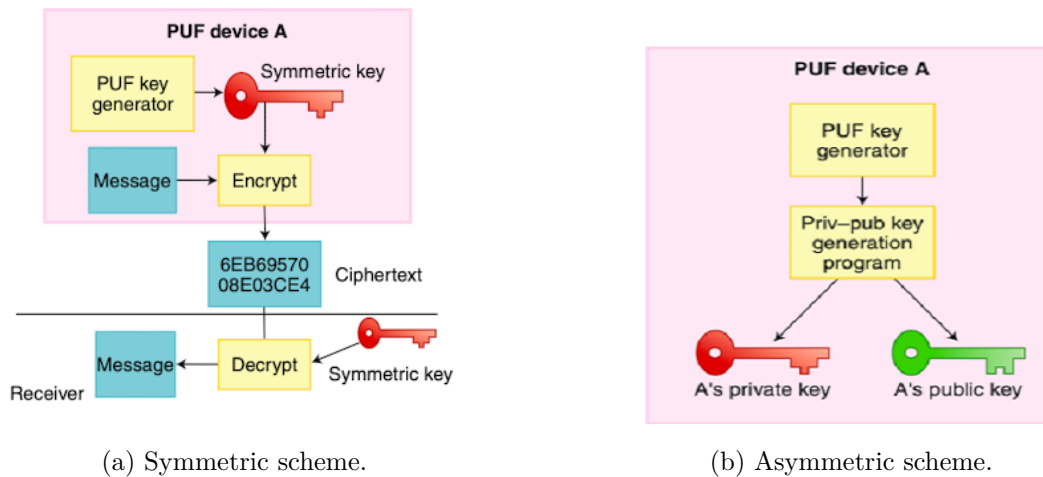 PUF device A
PUF key
generator
Symmetric key
Message
Encrypt
6EB69570
08E03CE4
Ciphertext
Message
Decrypt
Symmetric key
Receiver
(a) Symmetric scheme.
PUF device A
PUF key
generator
Priv–pub key
generation
program
A's private key
A's public key
(b) Asymmetric scheme.